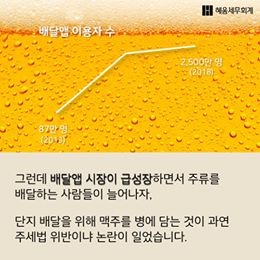 혜움세무회계
배달앱 이용자 수
2,500만 명
(2018)
87만 명
(2013)
그런데 배달앱 시장이 급성장하면서 주류를
배달하는 사람들이 늘어나자,
단지 배달을 위해 맥주를 병에 담는 것이 과연
주세법 위반이냐 논란이 일었습니다.